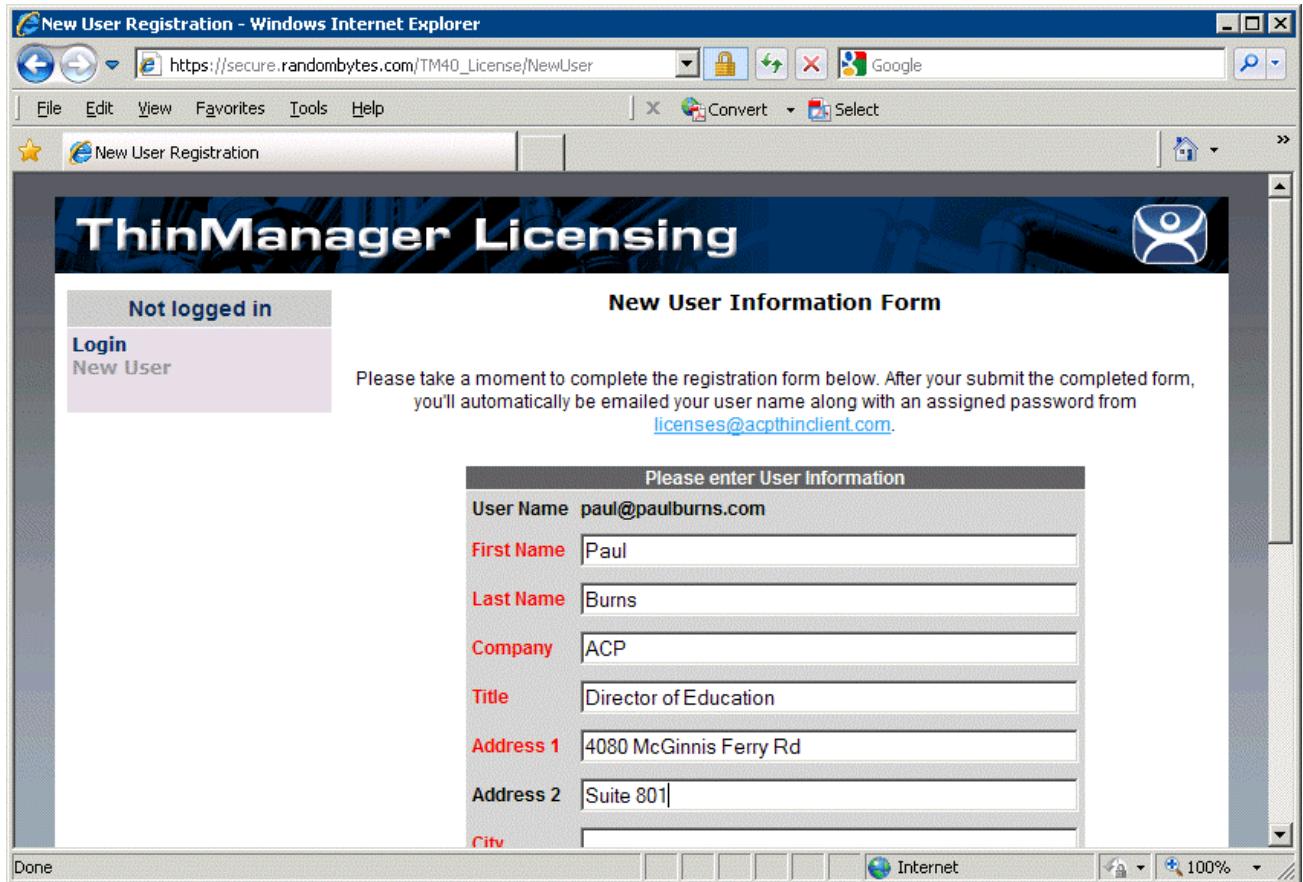 New User Registration - Windows Internet Explorer
https://secure.randombytes.com/TM40_License/NewUser
Google
File Edit View Favorites Tools Help
Convert Select
New User Registration
ThinManager Licensing
Not logged in
Login
New User
New User Information Form
Please take a moment to complete the registration form below. After your submit the completed form,
you'll automatically be emailed your user name along with an assigned password from
licenses@acpthinclient.com.
Please enter User Information
User Name paul@paulburns.com
First Name Paul
Last Name Burns
Company ACP
Title Director of Education
Address 1 4080 McGinnis Ferry Rd
Address 2 Suite 801
City
Done Internet 100%